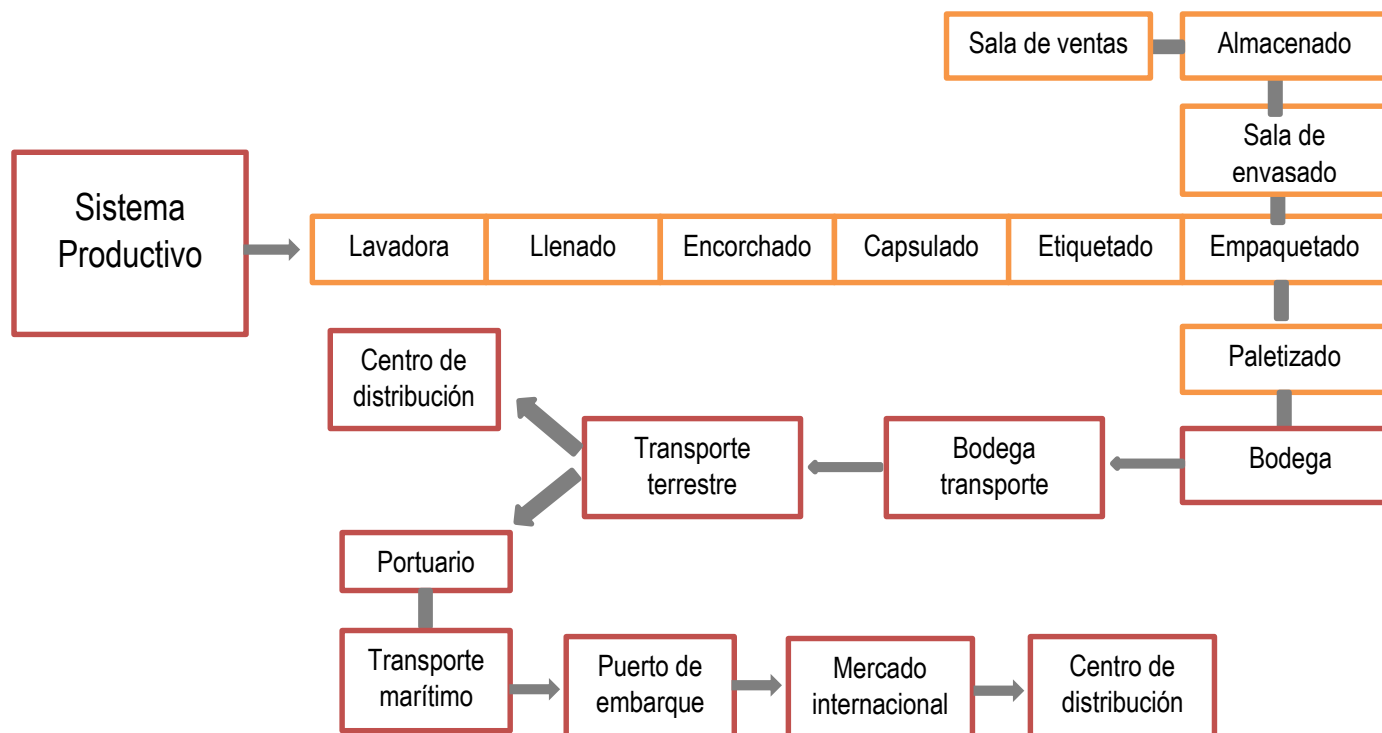 Sala de ventas
Almacenado
Sala de
envasado
Sistema
Productivo
Lavadora
Llenado
Encorchado
Capsulado
Etiquetado
Empaquetado
Centro de
distribución
Paletizado
Transporte
terrestre
Bodega
transporte
Bodega
Portuario
Transporte
marítimo
Puerto de
embarque
Mercado
internacional
Centro de
distribución